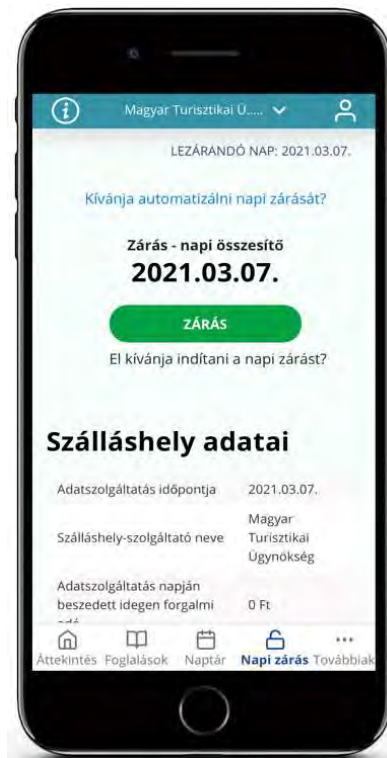 Magyar Turisztikai Ü.....
LEZÁRANDÓ NAP: 2021.03.07.
Kívánja automatizálni napi zárását?
Zárás - napi összesítő
2021.03.07.
ZÁRÁS
El kívánja indítani a napi zárást?
Szálláshely adatai
Adatszolgáltatás időpontja 2021.03.07.
Szálláshely-szolgáltató neve Magyar Turisztikai Ügynökség
Adatszolgáltatás napján
beszedett idegen forgalmi 0 Ft
Áttekintés Foglalások Naptár Napi zárás Továbbiak